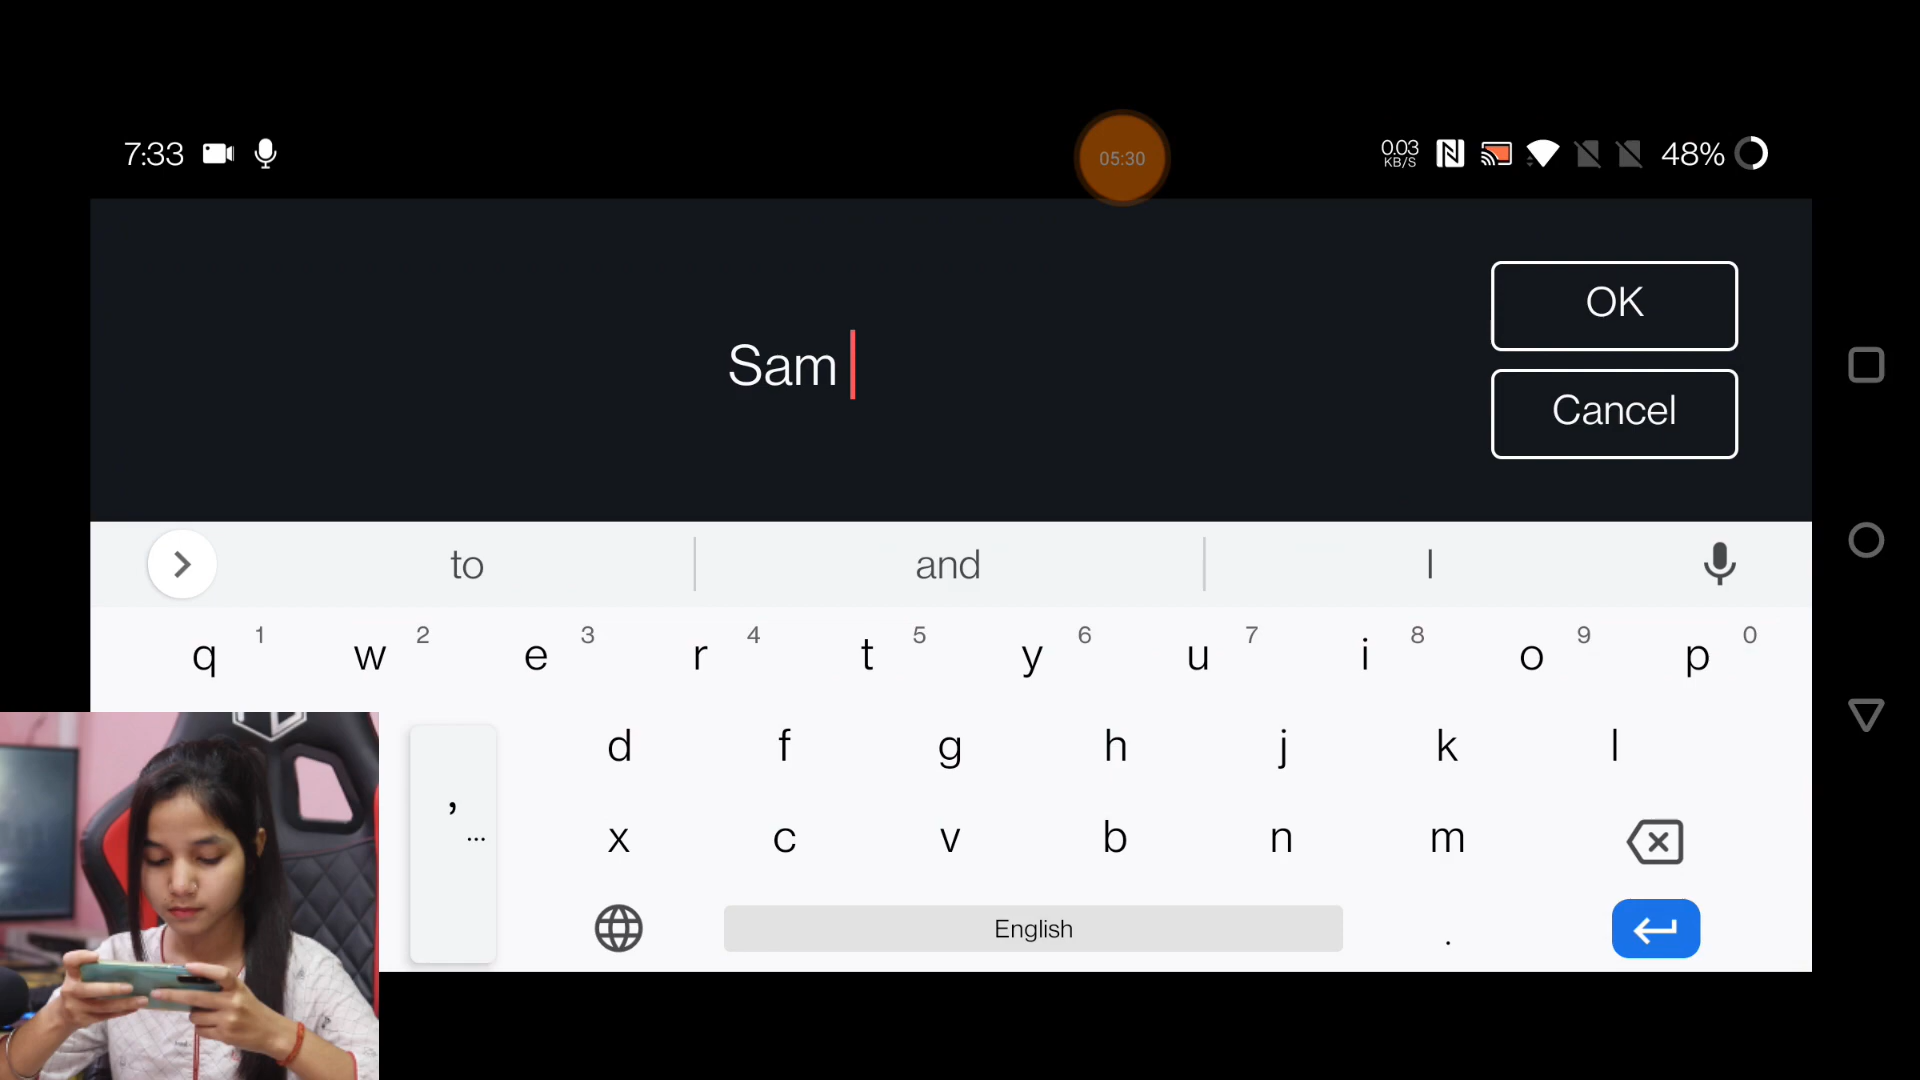 7:33
05:30
0.03 KB/S
48%
OK
Sam
Cancel
to and I
q 1 w 2 e 3 r 4 t 5 y 6 u 7 i 8 o 9 p 0
d f g h j k l
, ...
x c v b n m
English .